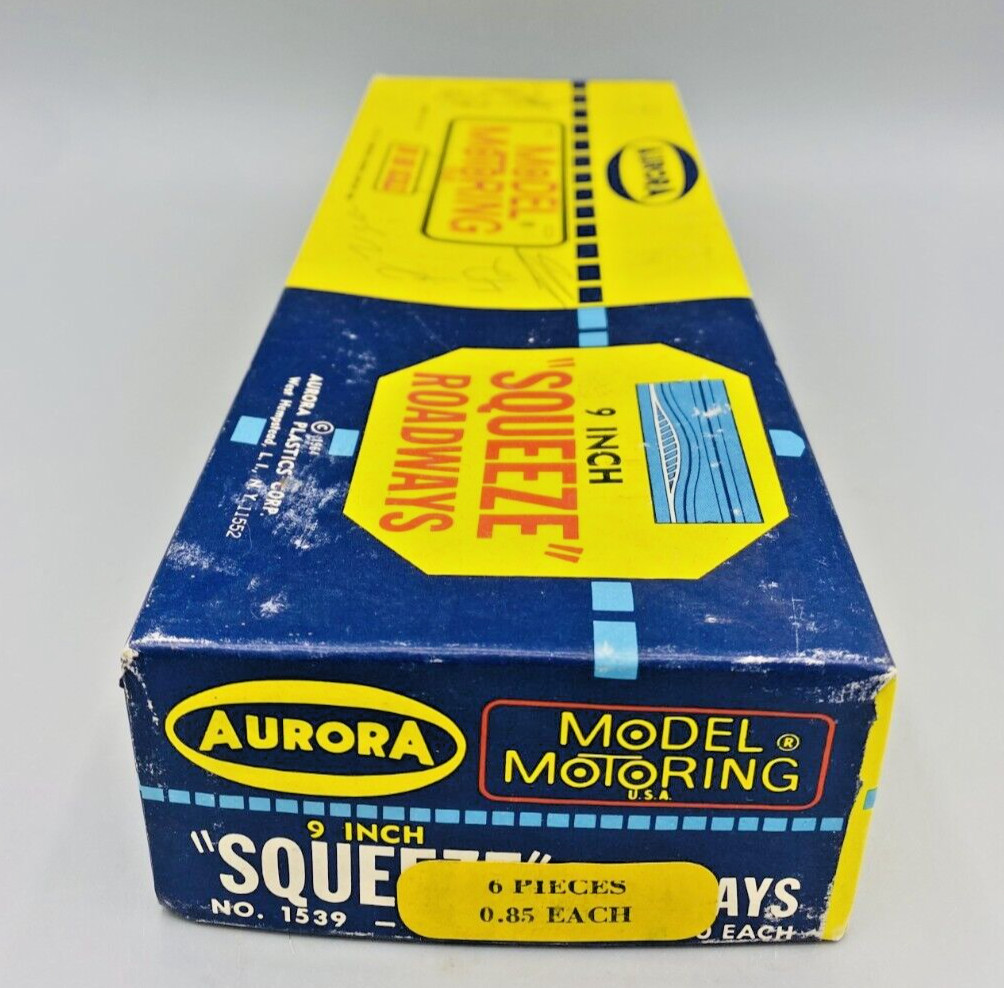 AURORA
MODEL ®
MOTORING
"SQUEEZE"
ROADWAYS
9 INCH
AURORA PLASTICS CORP.
West Hempstead, L. I., N. Y. 11552
AURORA
MODEL ®
MOTORING
U.S.A.
9 INCH
"SQUEEZE"
AYS
NO. 1539 –
EACH
6 PIECES
0.85 EACH